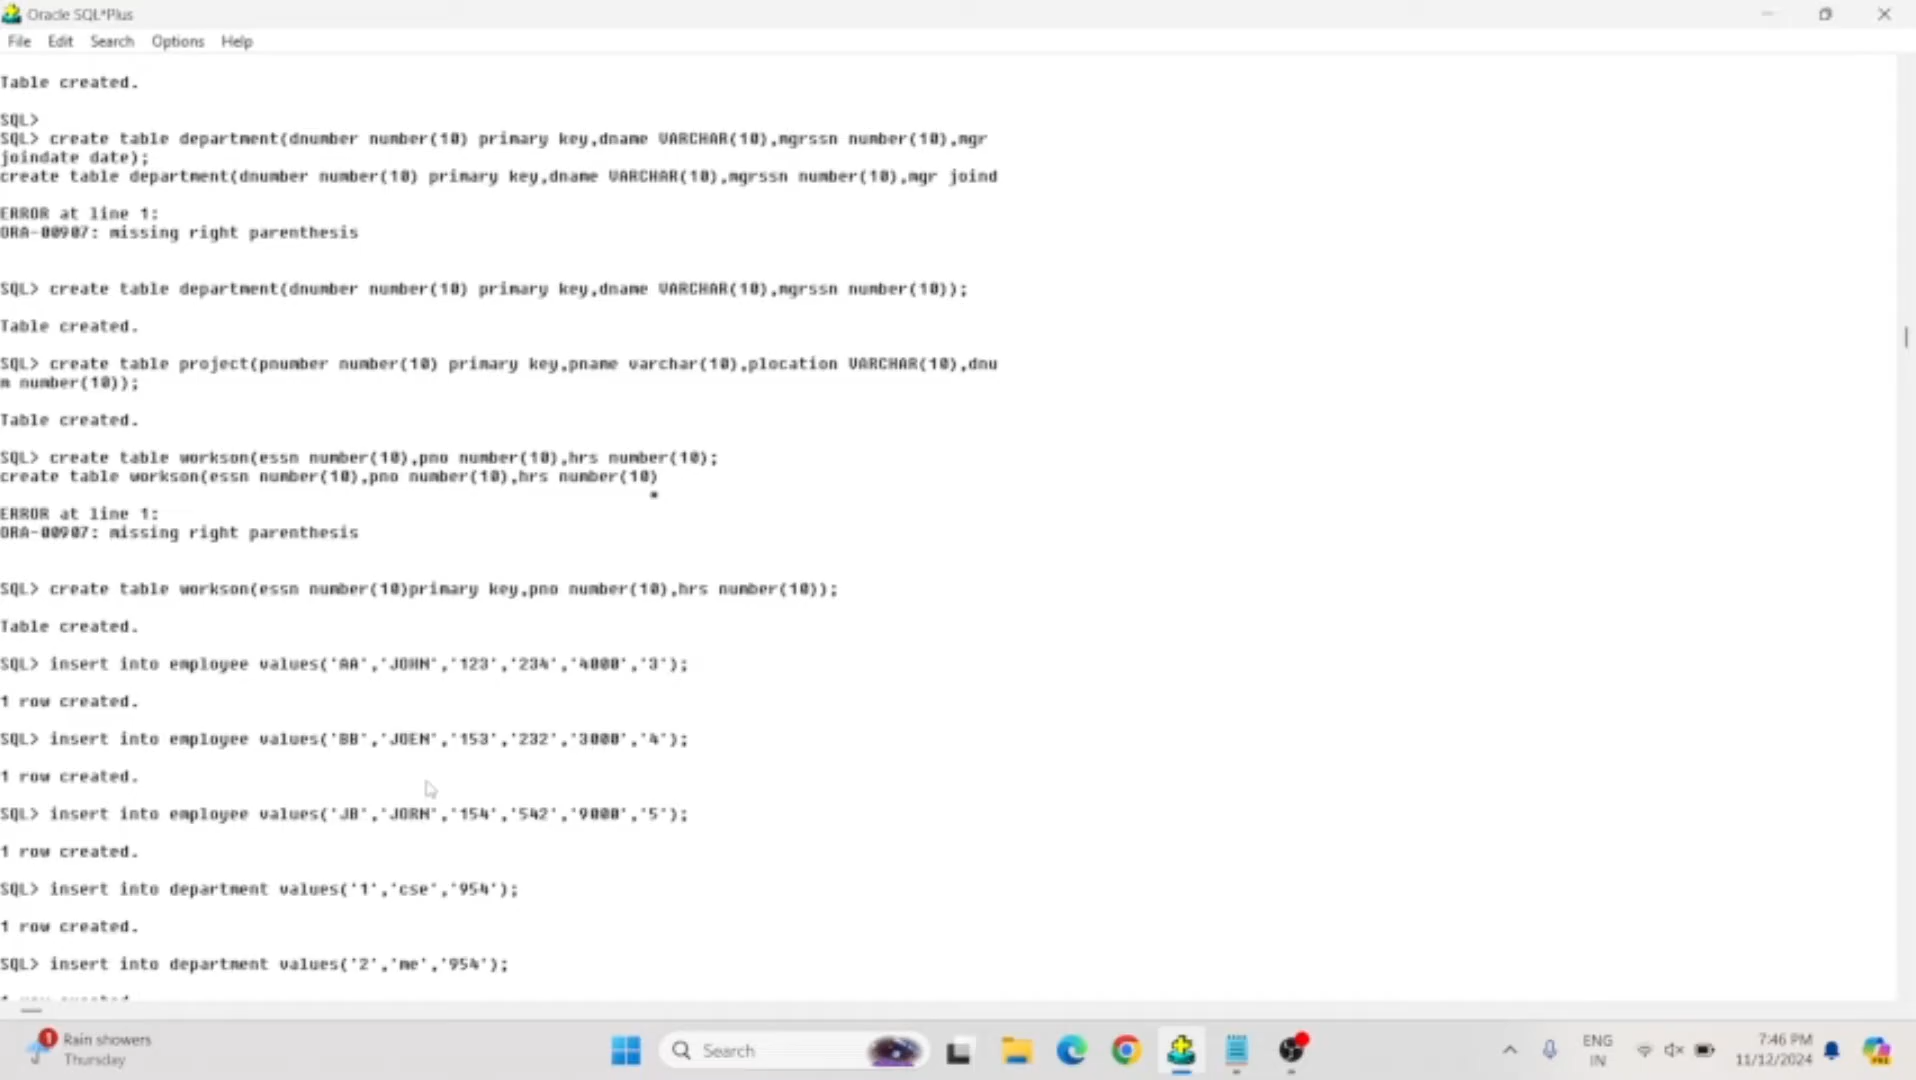 Oracle SQL*Plus
File Edit Search Options Help
Table created.
SQL>
SQL> create table department(dnumber number(10) primary key,dname VARCHAR(10),mgrssn number(10),mgr
joindate date);
create table department(dnumber number(10) primary key,dname VARCHAR(10),mgrssn number(10),mgr joind
ERROR at line 1:
ORA-00907: missing right parenthesis
SQL> create table department(dnumber number(10) primary key,dname VARCHAR(10),mgrssn number(10));
Table created.
SQL> create table project(pnumber number(10) primary key,pname varchar(10),plocation VARCHAR(10),dnu
m number(10));
Table created.
SQL> create table workson(essn number(10),pno number(10),hrs number(10);
create table workson(essn number(10),pno number(10),hrs number(10)
*
ERROR at line 1:
ORA-00907: missing right parenthesis
SQL> create table workson(essn number(10)primary key,pno number(10),hrs number(10));
Table created.
SQL> insert into employee values('AA','JOHN','123','234','4000','3');
1 row created.
SQL> insert into employee values('BB','JOEN','153','232','3000','4');
1 row created.
SQL> insert into employee values('JB','JORN','154','542','9000','5');
1 row created.
SQL> insert into department values('1','cse','954');
1 row created.
SQL> insert into department values('2','me','954');
1 Rain showers
Thursday
Search
ENG
IN
7:46 PM
11/12/2024